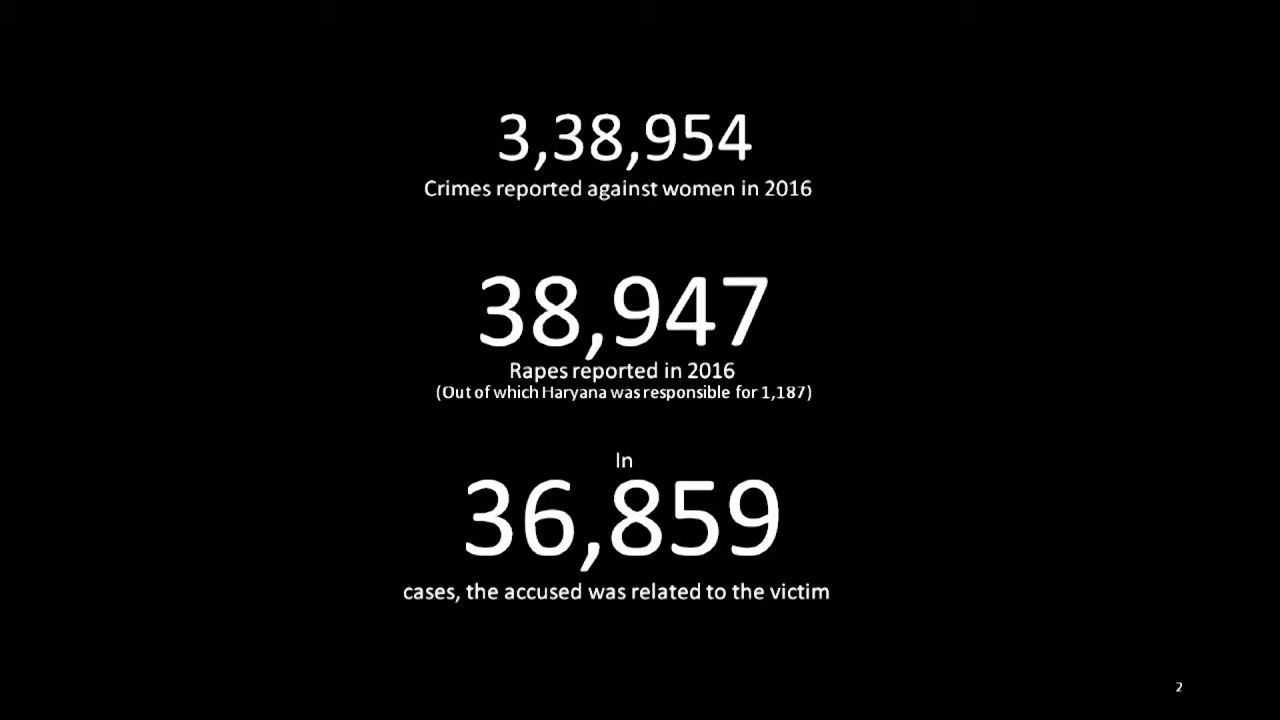 3,38,954
Crimes reported against women in 2016
38,947
Rapes reported in 2016
(Out of which Haryana was responsible for 1,187)
In
36,859
cases, the accused was related to the victim
2